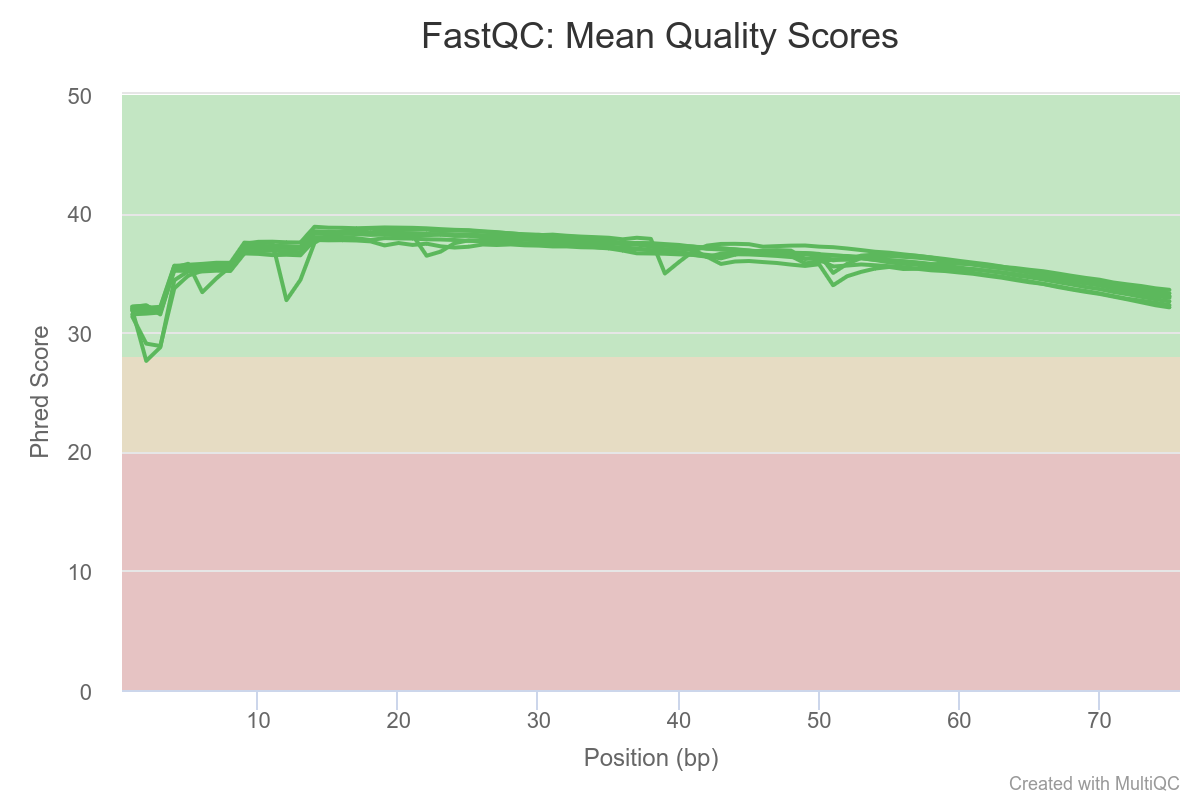 FastQC: Mean Quality Scores
50
40
30
20
10
0
Phred Score
10 20 30 40 50 60 70
Position (bp)
Created with MultiQC